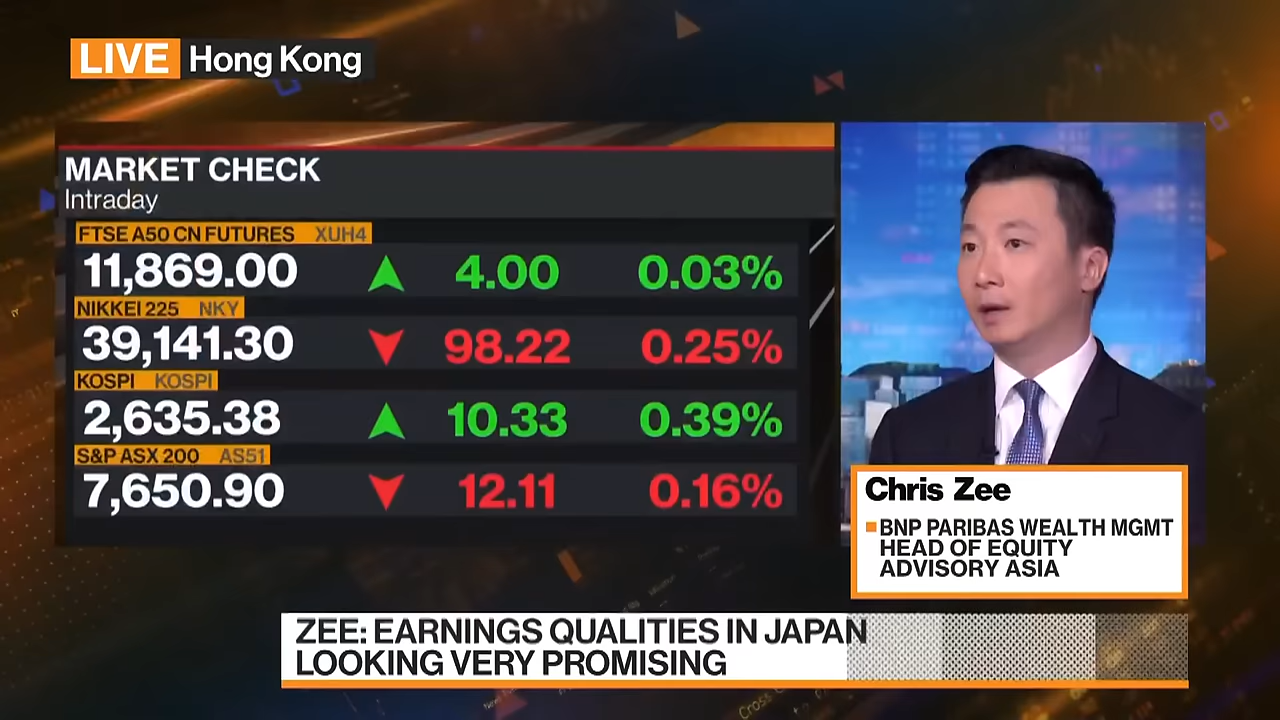 LIVE Hong Kong
MARKET CHECK
Intraday
FTSE A50 CN FUTURES XUH4
11,869.00 ▲ 4.00 0.03%
NIKKEI 225 NKY
39,141.30 ▼ 98.22 0.25%
KOSPI KOSPI
2,635.38 ▲ 10.33 0.39%
S&P ASX 200 AS51
7,650.90 ▼ 12.11 0.16%
Chris Zee
BNP PARIBAS WEALTH MGMT
HEAD OF EQUITY
ADVISORY ASIA
ZEE: EARNINGS QUALITIES IN JAPAN
LOOKING VERY PROMISING